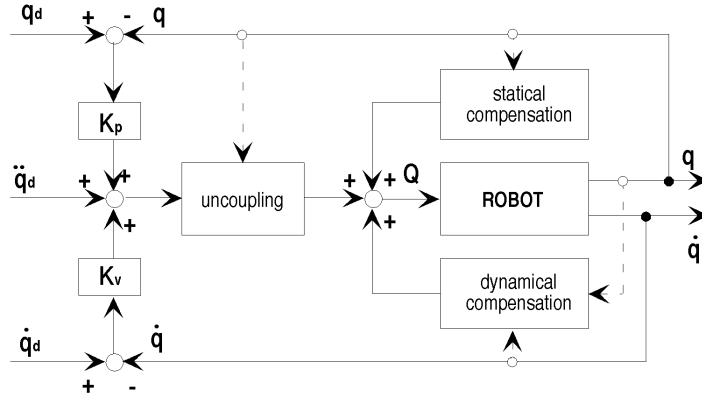 qd + - q
statical
compensation
Kp
q̈d + + uncoupling + + Q ROBOT q
+
+
q̇
Kv
dynamical
compensation
q̇d q̇
+ -